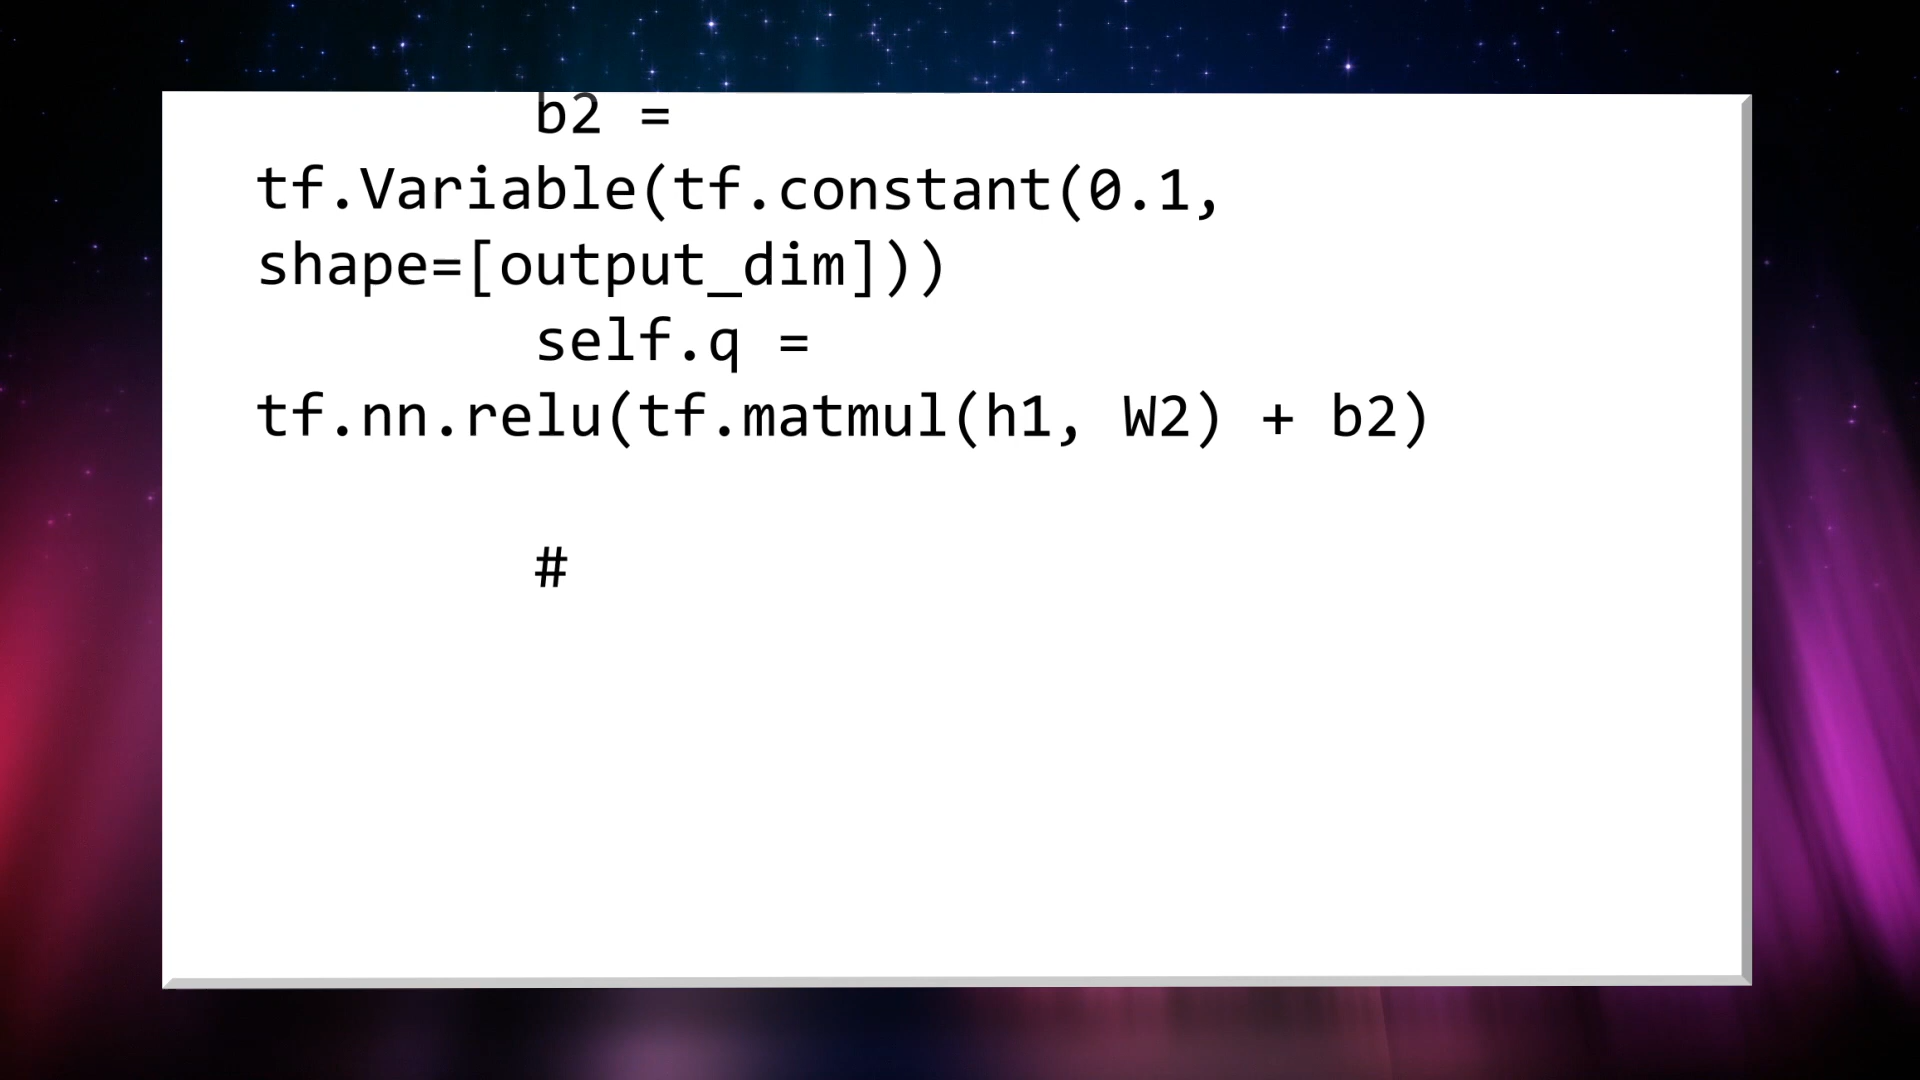 b2 =
tf.Variable(tf.constant(0.1,
shape=[output_dim]))
self.q =
tf.nn.relu(tf.matmul(h1, W2) + b2)
#